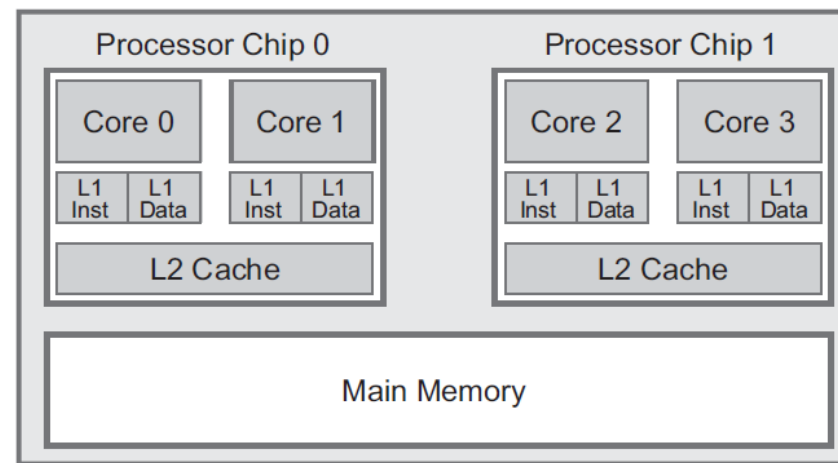 Processor Chip 0
Processor Chip 1
Core 0
Core 1
Core 2
Core 3
L1
Inst
L1
Data
L1
Inst
L1
Data
L1
Inst
L1
Data
L1
Inst
L1
Data
L2 Cache
L2 Cache
Main Memory